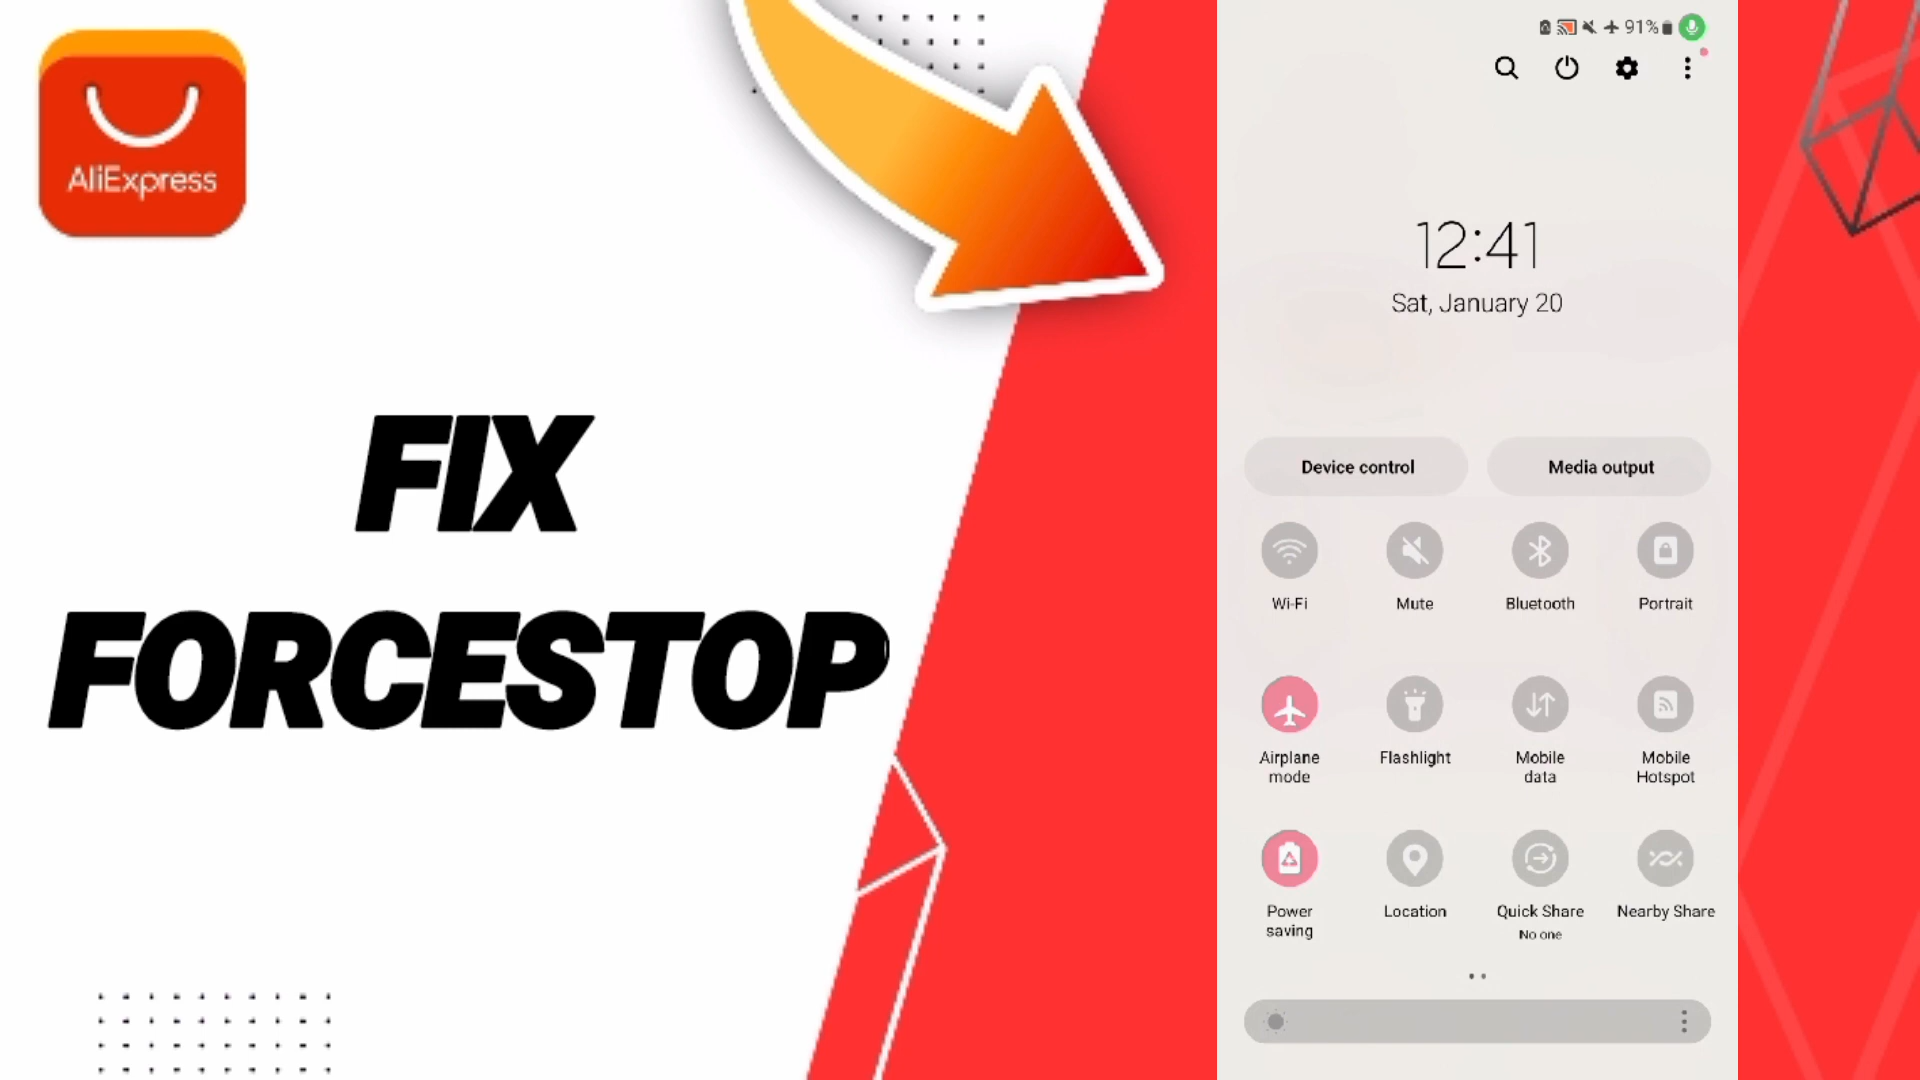 AliExpress
FIX
FORCESTOP
91%
12:41
Sat, January 20
Device control
Media output
Wi-Fi
Mute
Bluetooth
Portrait
Airplane
mode
Flashlight
Mobile
data
Mobile
Hotspot
Power
saving
Location
Quick Share
No one
Nearby Share